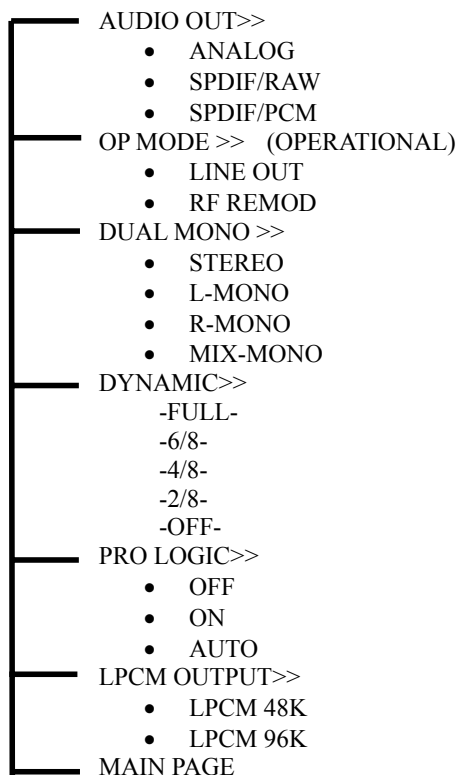 AUDIO OUT>>
• ANALOG
• SPDIF/RAW
• SPDIF/PCM
OP MODE >> (OPERATIONAL)
• LINE OUT
• RF REMOD
DUAL MONO >>
• STEREO
• L-MONO
• R-MONO
• MIX-MONO
DYNAMIC>>
-FULL-
-6/8-
-4/8-
-2/8-
-OFF-
PRO LOGIC>>
• OFF
• ON
• AUTO
LPCM OUTPUT>>
• LPCM 48K
• LPCM 96K
MAIN PAGE